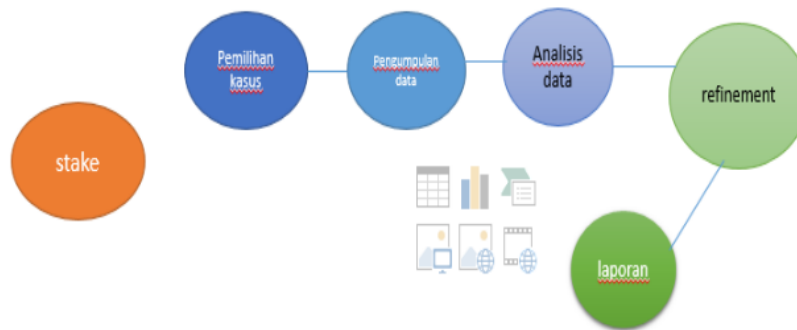 stake
Pemilihan
kasus
Pengumpulan
data
Analisis
data
refinement
laporan